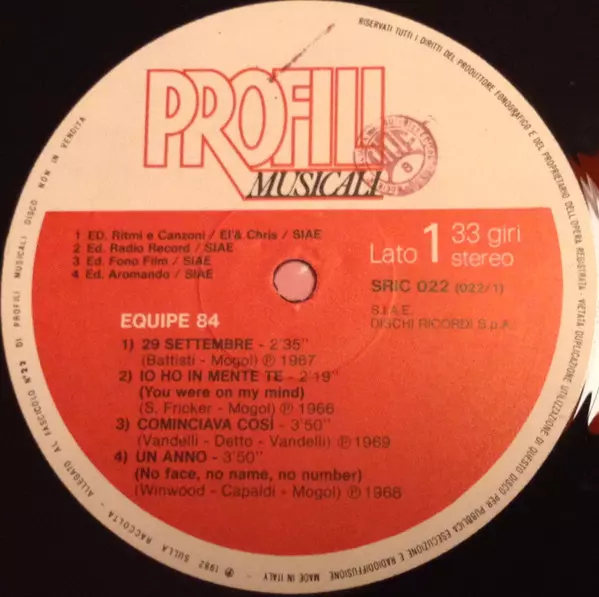 PROFILI
MUSICALI
1 ED. Ritmi e Canzoni / El'& Chris / SIAE
2 Ed. Radio Record / SIAE
3 Ed. Fono Film / SIAE
4 Ed. Aromando / SIAE
Lato 1 33 giri
stereo
SRIC 022 (022/1)
S.I.A.E.
DISCHI RICORDI S.p.A.
EQUIPE 84
1) 29 SETTEMBRE - 2'35"
(Battisti - Mogol) Ⓟ 1967
2) IO HO IN MENTE TE - 2'19"
(You were on my mind)
(S. Fricker - Mogol) Ⓟ 1966
3) COMINCIAVA COSÌ - 3'50"
(Vandelli - Detto - Vandelli) Ⓟ 1969
4) UN ANNO - 3'50"
(No face, no name, no number)
(Winwood - Capaldi - Mogol) Ⓟ 1968
RISERVATI TUTTI I DIRITTI DEL PRODUTTORE FONOGRAFICO E DEL PROPRIETARIO DELL'OPERA REGISTRATA: VIETATA DUPLICAZIONE UTILIZZAZIONE DI QUESTO DISCO PER PUBBLICA ESECUZIONE E RADIODIFFUSIONE
MADE IN ITALY
Ⓟ 1982 SULLA RACCOLTA - ALLEGATO AL FASCICOLO N° 22 DI PROFILI MUSICALI DISCO NON IN VENDITA
8